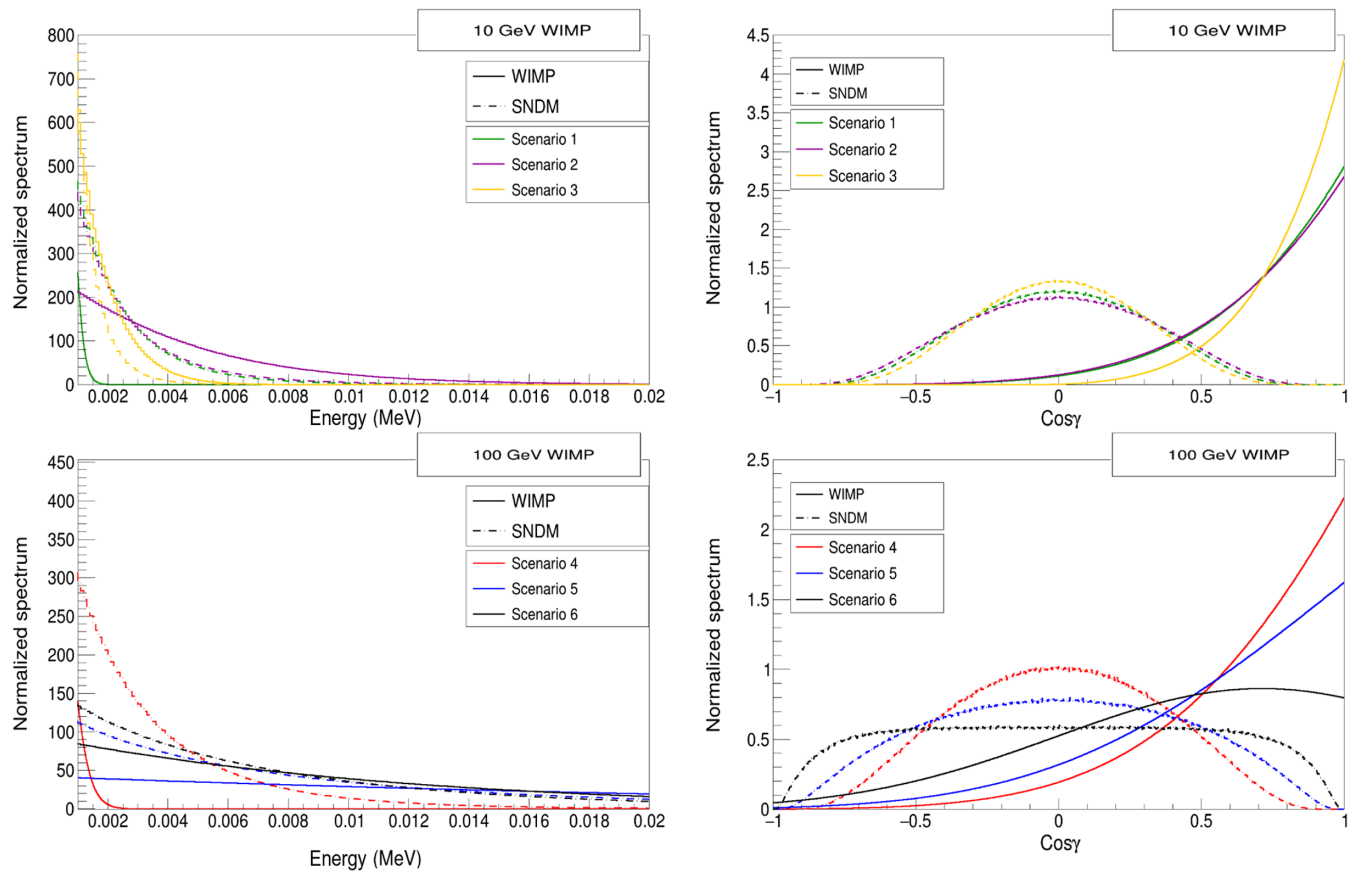 10 GeV WIMP
800
700
600
500
400
300
200
100
0
Normalized spectrum
WIMP
SNDM
Scenario 1
Scenario 2
Scenario 3
0.002 0.004 0.006 0.008 0.01 0.012 0.014 0.016 0.018 0.02
Energy (MeV)
10 GeV WIMP
4.5
4
3.5
3
2.5
2
1.5
1
0.5
0
Normalized spectrum
WIMP
SNDM
Scenario 1
Scenario 2
Scenario 3
−1 −0.5 0 0.5 1
Cosγ
100 GeV WIMP
450
400
350
300
250
200
150
100
50
0
Normalized spectrum
WIMP
SNDM
Scenario 4
Scenario 5
Scenario 6
0.002 0.004 0.006 0.008 0.01 0.012 0.014 0.016 0.018 0.02
Energy (MeV)
100 GeV WIMP
2.5
2
1.5
1
0.5
0
Normalized spectrum
WIMP
SNDM
Scenario 4
Scenario 5
Scenario 6
−1 −0.5 0 0.5 1
Cosγ